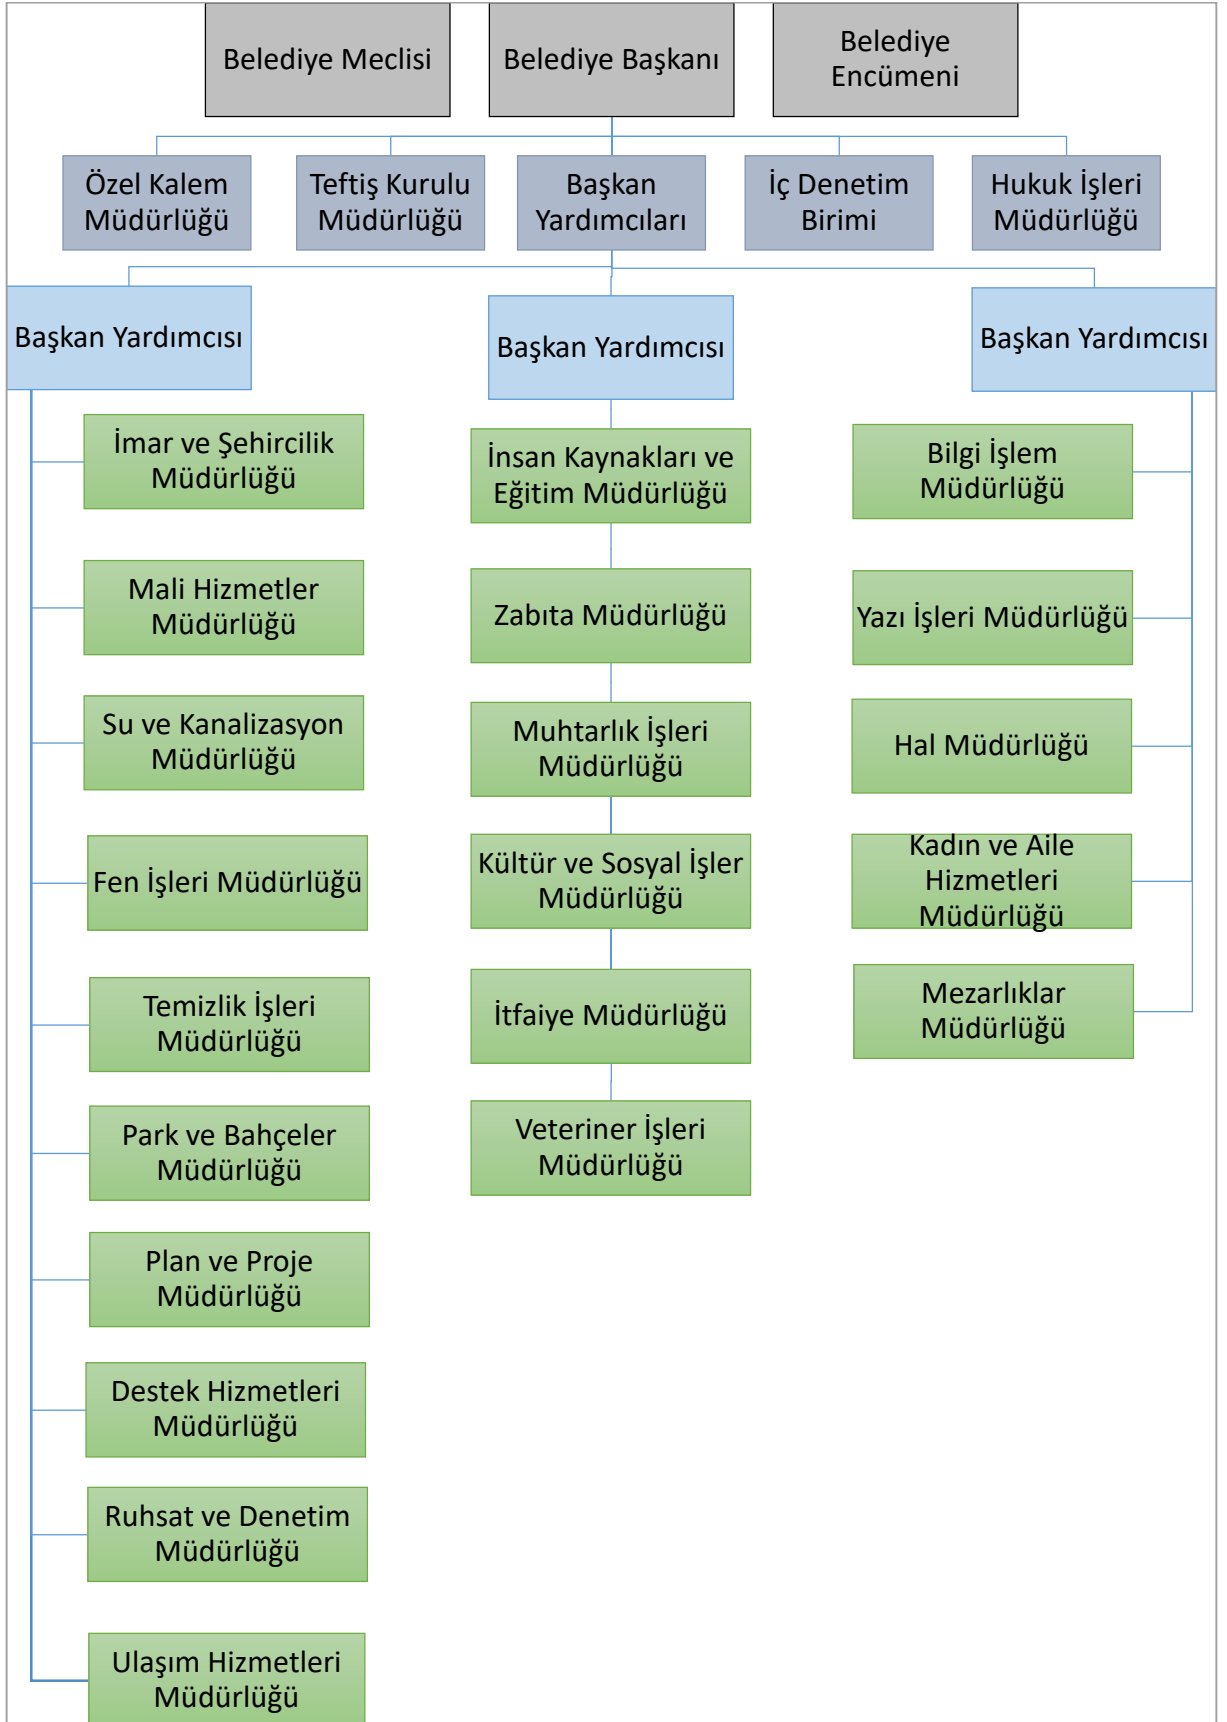 Belediye Meclisi
Belediye Başkanı
Belediye
Encümeni
Özel Kalem
Müdürlüğü
Teftiş Kurulu
Müdürlüğü
Başkan
Yardımcıları
İç Denetim
Birimi
Hukuk İşleri
Müdürlüğü
Başkan Yardımcısı
Başkan Yardımcısı
Başkan Yardımcısı
İmar ve Şehircilik
Müdürlüğü
Mali Hizmetler
Müdürlüğü
Su ve Kanalizasyon
Müdürlüğü
Fen İşleri Müdürlüğü
Temizlik İşleri
Müdürlüğü
Park ve Bahçeler
Müdürlüğü
Plan ve Proje
Müdürlüğü
Destek Hizmetleri
Müdürlüğü
Ruhsat ve Denetim
Müdürlüğü
Ulaşım Hizmetleri
Müdürlüğü
İnsan Kaynakları ve
Eğitim Müdürlüğü
Zabıta Müdürlüğü
Muhtarlık İşleri
Müdürlüğü
Kültür ve Sosyal İşler
Müdürlüğü
İtfaiye Müdürlüğü
Veteriner İşleri
Müdürlüğü
Bilgi İşlem
Müdürlüğü
Yazı İşleri Müdürlüğü
Hal Müdürlüğü
Kadın ve Aile
Hizmetleri
Müdürlüğü
Mezarlıklar
Müdürlüğü